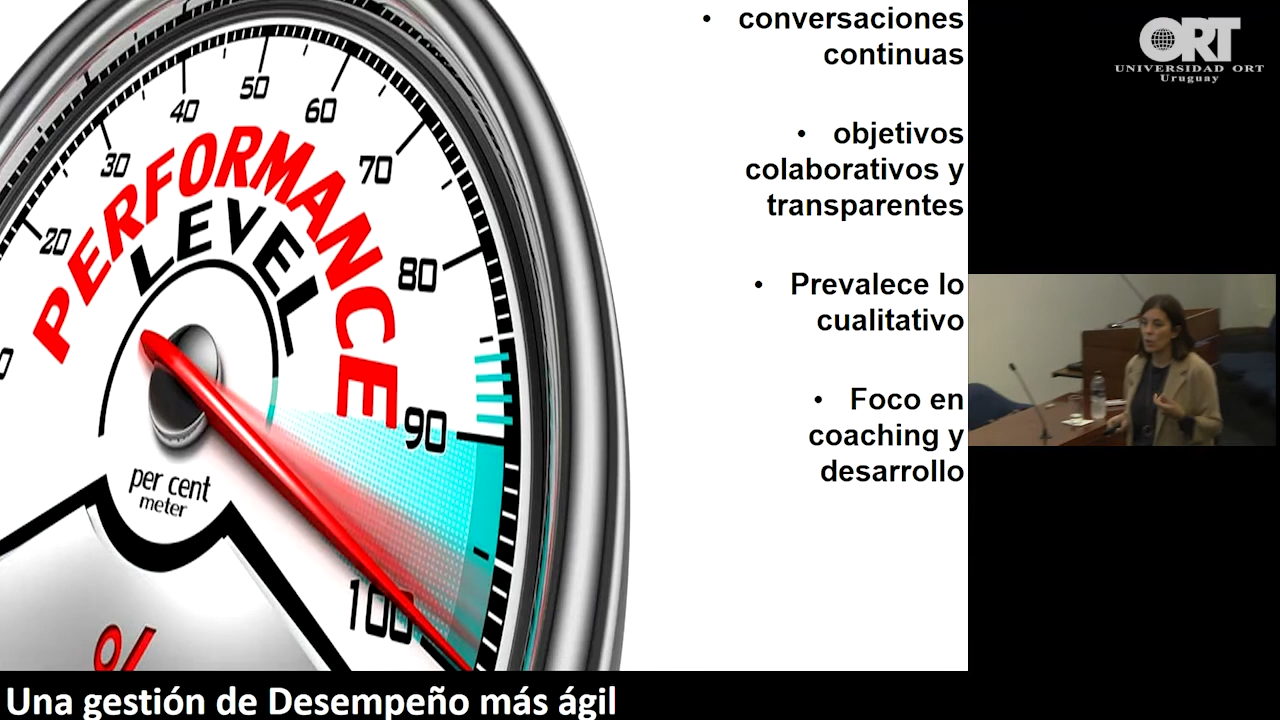 • conversaciones
continuas
• objetivos
colaborativos y
transparentes
• Prevalece lo
cualitativo
• Foco en
coaching y
desarrollo
20
30
40
50
60
70
80
90
100
PERFORMANCE
LEVEL
per cent
meter
%
ORT
UNIVERSIDAD ORT
Uruguay
Una gestión de Desempeño más ágil